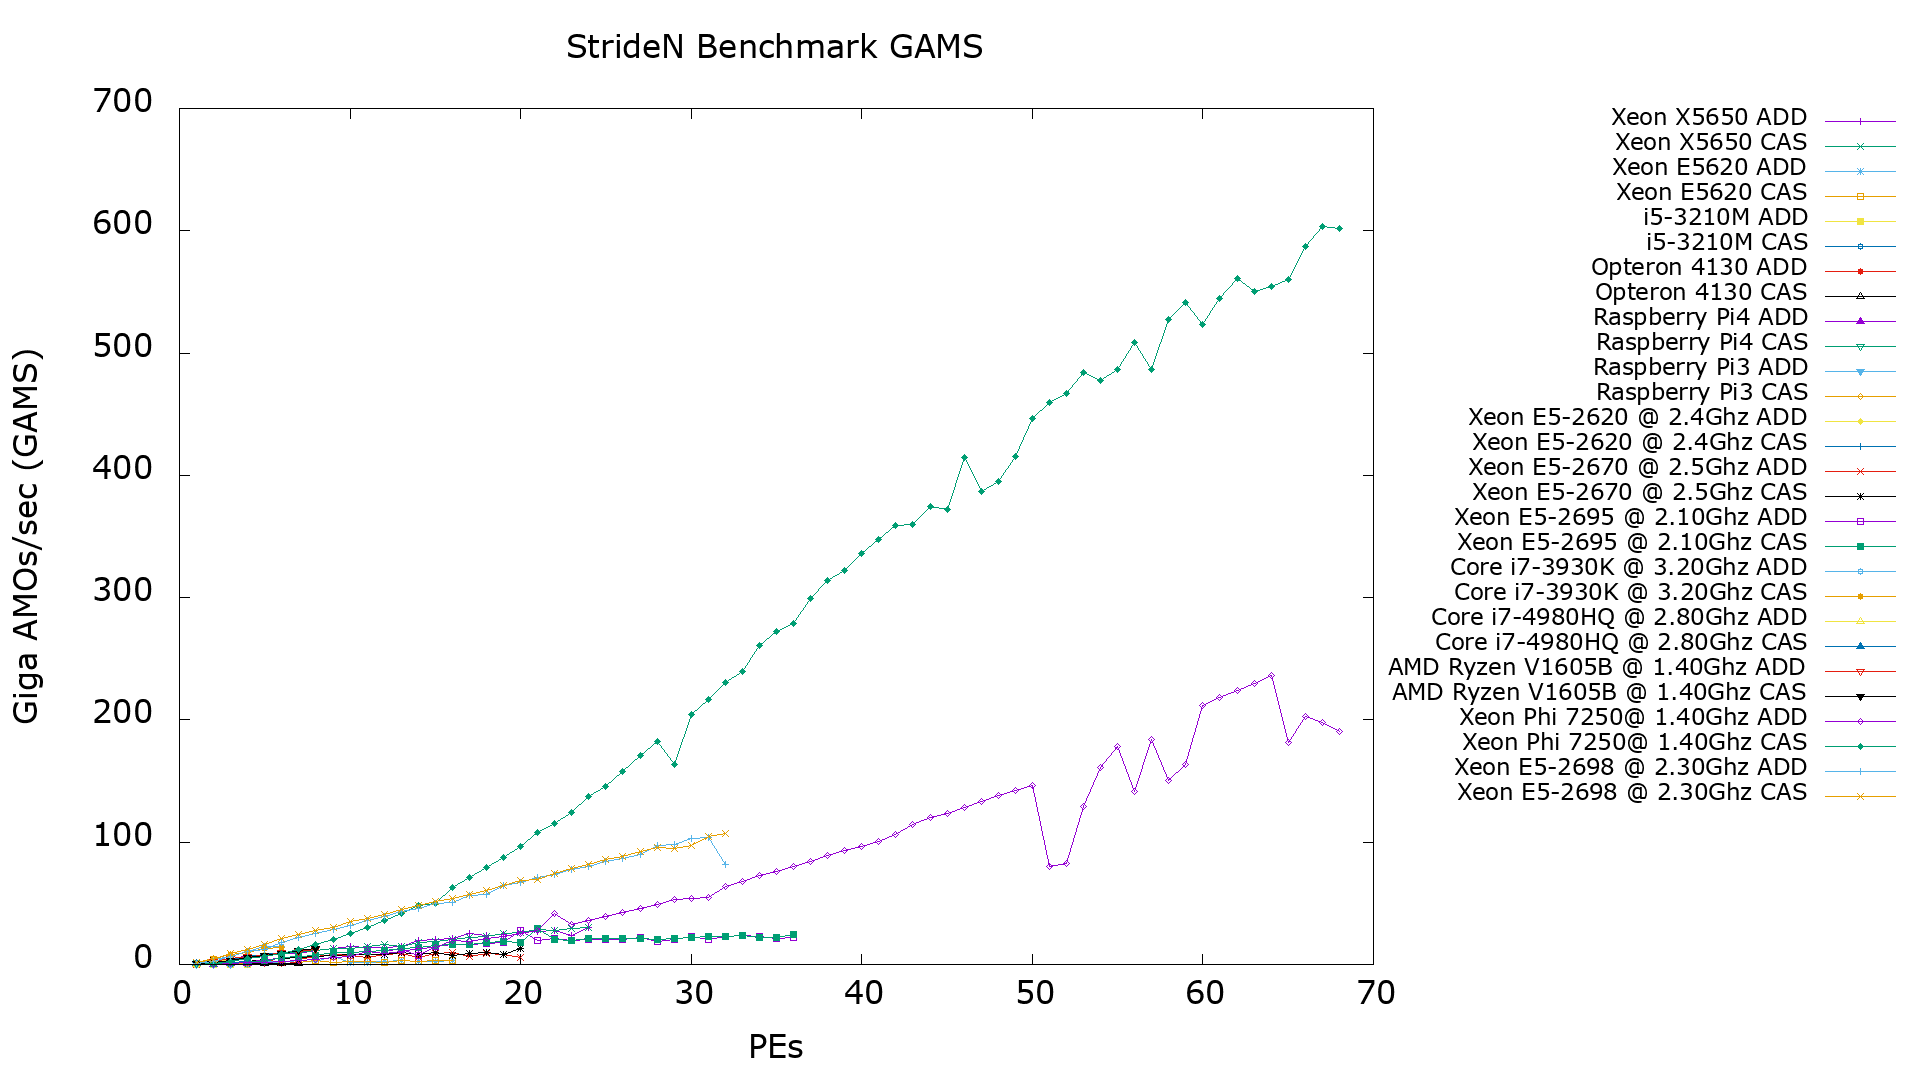 StrideN Benchmark GAMS
Giga AMOs/sec (GAMS)
700
600
500
400
300
200
100
0
0 10 20 30 40 50 60 70
PEs
Xeon X5650 ADD
Xeon X5650 CAS
Xeon E5620 ADD
Xeon E5620 CAS
i5-3210M ADD
i5-3210M CAS
Opteron 4130 ADD
Opteron 4130 CAS
Raspberry Pi4 ADD
Raspberry Pi4 CAS
Raspberry Pi3 ADD
Raspberry Pi3 CAS
Xeon E5-2620 @ 2.4Ghz ADD
Xeon E5-2620 @ 2.4Ghz CAS
Xeon E5-2670 @ 2.5Ghz ADD
Xeon E5-2670 @ 2.5Ghz CAS
Xeon E5-2695 @ 2.10Ghz ADD
Xeon E5-2695 @ 2.10Ghz CAS
Core i7-3930K @ 3.20Ghz ADD
Core i7-3930K @ 3.20Ghz CAS
Core i7-4980HQ @ 2.80Ghz ADD
Core i7-4980HQ @ 2.80Ghz CAS
AMD Ryzen V1605B @ 1.40Ghz ADD
AMD Ryzen V1605B @ 1.40Ghz CAS
Xeon Phi 7250@ 1.40Ghz ADD
Xeon Phi 7250@ 1.40Ghz CAS
Xeon E5-2698 @ 2.30Ghz ADD
Xeon E5-2698 @ 2.30Ghz CAS